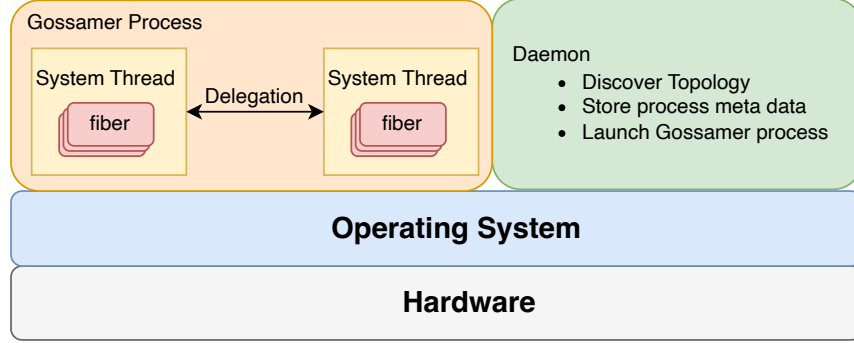 Gossamer Process
System Thread
fiber
Delegation
System Thread
fiber
Daemon
• Discover Topology
• Store process meta data
• Launch Gossamer process
Operating System
Hardware